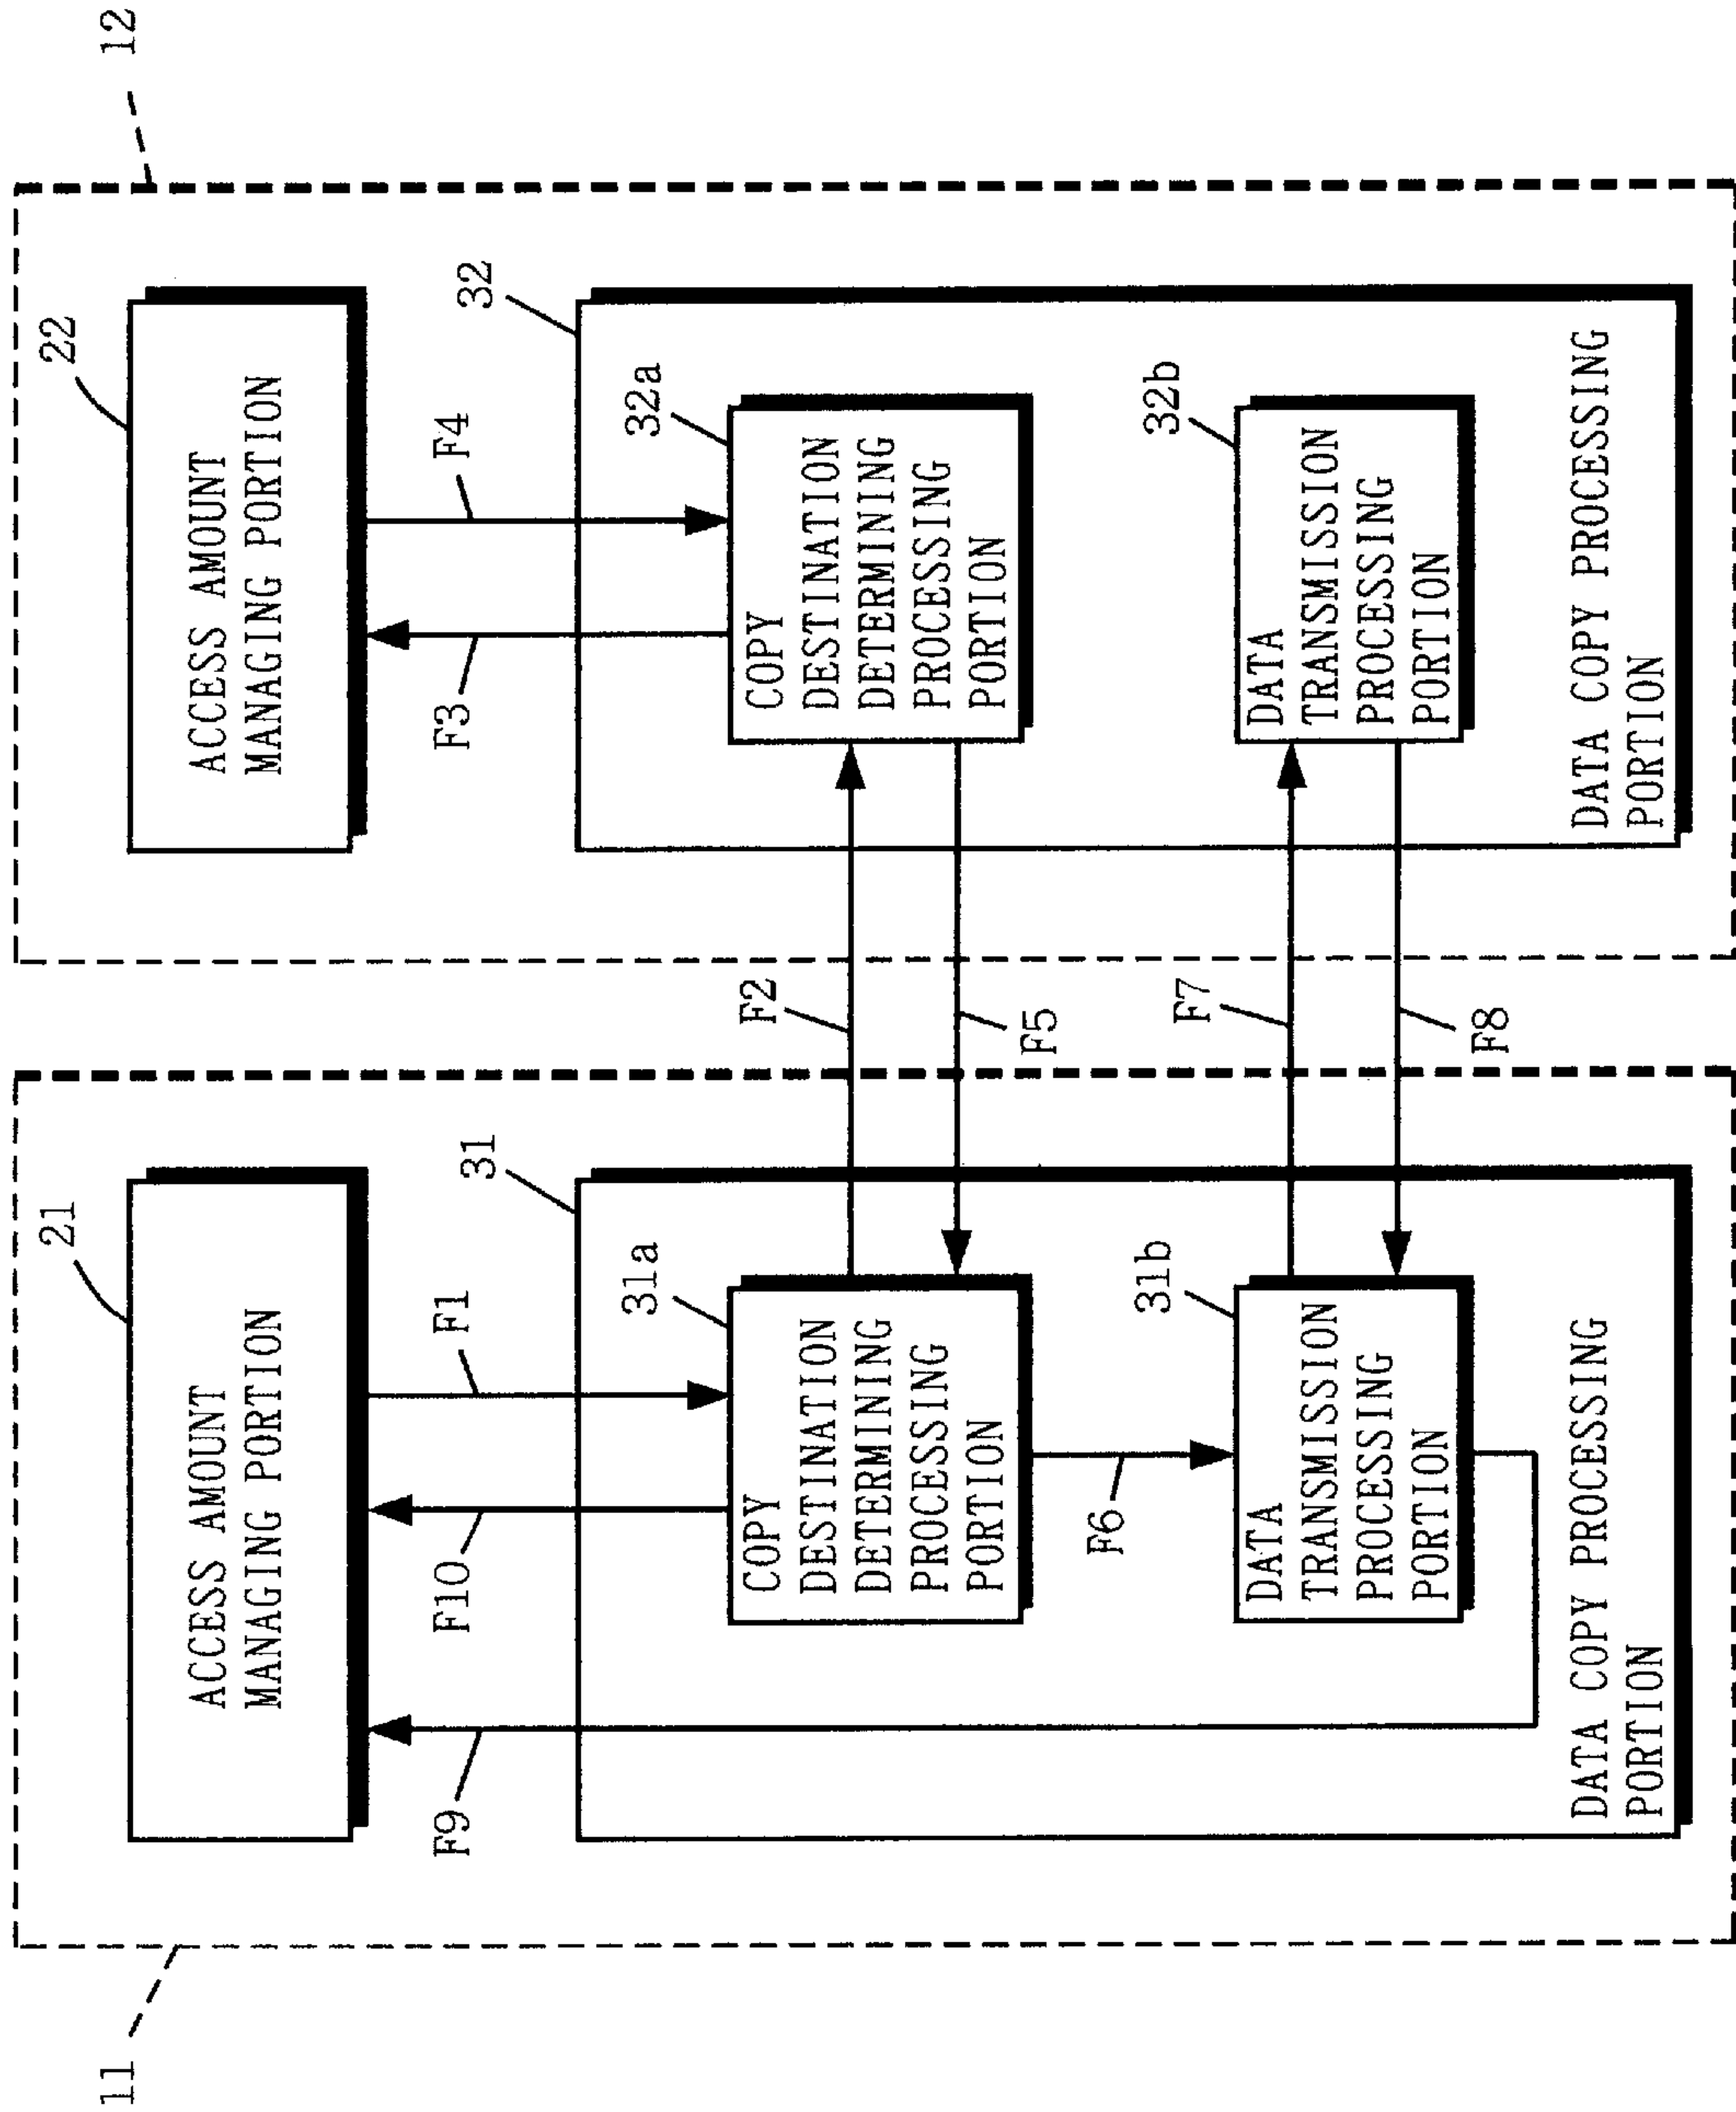 11
12
21
ACCESS AMOUNT
MANAGING PORTION
22
ACCESS AMOUNT
MANAGING PORTION
F9
F10
F1
F3
F4
31
31a
COPY
DESTINATION
DETERMINING
PROCESSING
PORTION
F2
F5
32
32a
COPY
DESTINATION
DETERMINING
PROCESSING
PORTION
F6
31b
DATA
TRANSMISSION
PROCESSING
PORTION
F7
F8
32b
DATA
TRANSMISSION
PROCESSING
PORTION
DATA COPY PROCESSING
PORTION
DATA COPY PROCESSING
PORTION